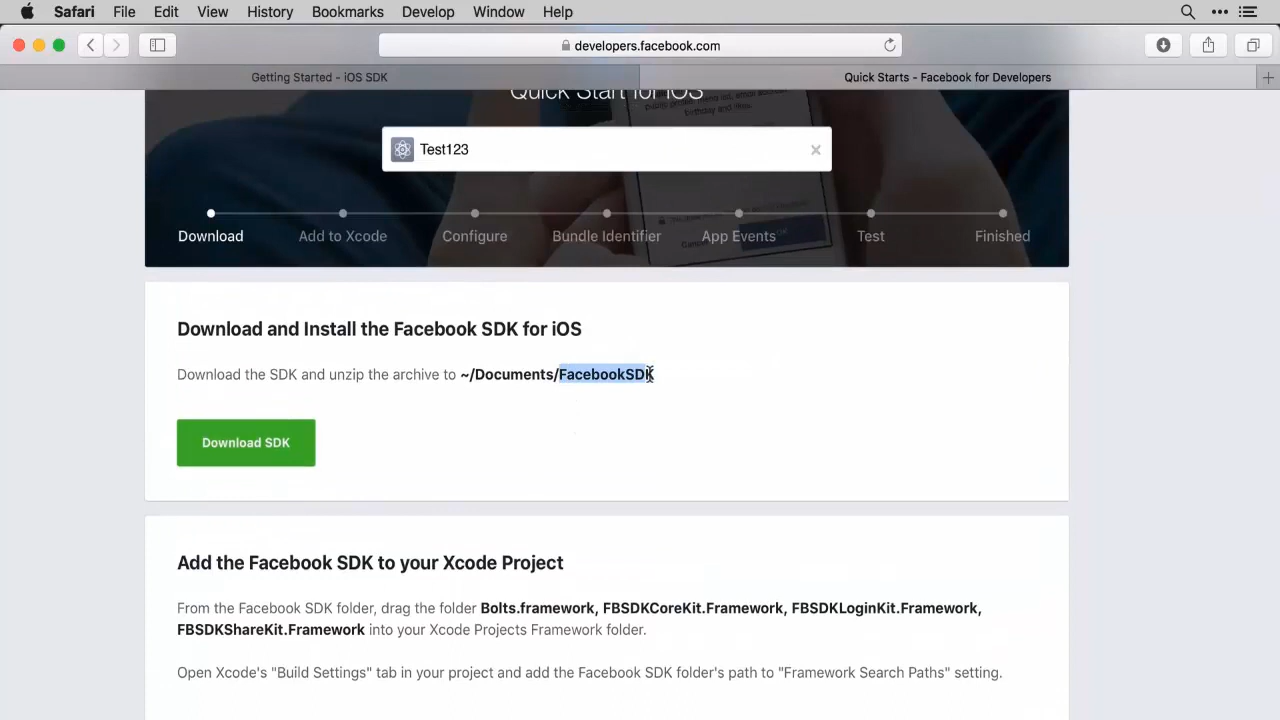 Safari File Edit View History Bookmarks Develop Window Help
developers.facebook.com
Getting Started - iOS SDK Quick Starts - Facebook for Developers
Quick Start for iOS
Test123
Download Add to Xcode Configure Bundle Identifier App Events Test Finished
Download and Install the Facebook SDK for iOS
Download the SDK and unzip the archive to ~/Documents/FacebookSDK
Download SDK
Add the Facebook SDK to your Xcode Project
From the Facebook SDK folder, drag the folder Bolts.framework, FBSDKCoreKit.Framework, FBSDKLoginKit.Framework,
FBSDKShareKit.Framework into your Xcode Projects Framework folder.
Open Xcode's "Build Settings" tab in your project and add the Facebook SDK folder's path to "Framework Search Paths" setting.